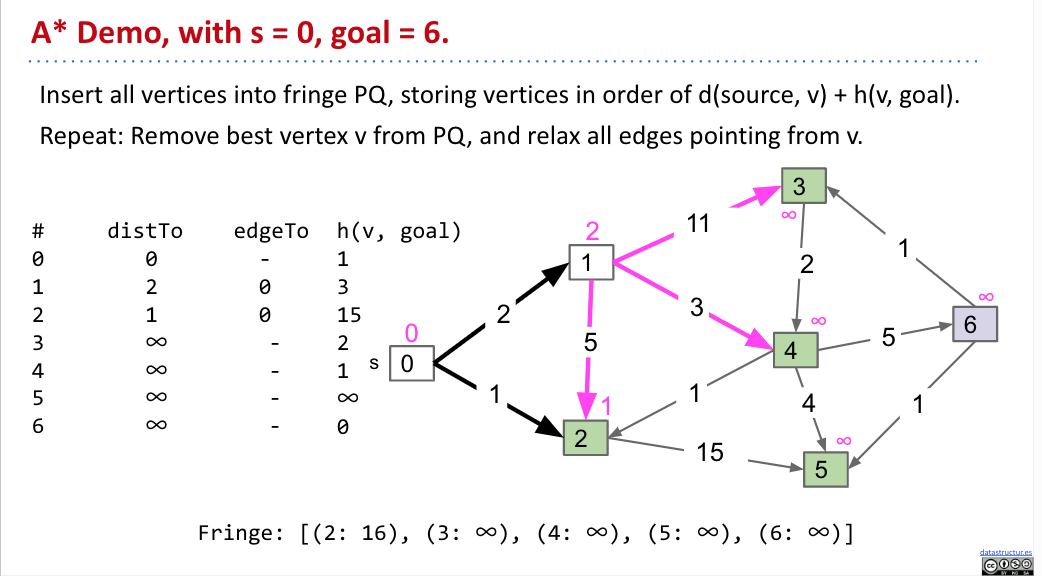 A* Demo, with s = 0, goal = 6.
Insert all vertices into fringe PQ, storing vertices in order of d(source, v) + h(v, goal).
Repeat: Remove best vertex v from PQ, and relax all edges pointing from v.
# distTo edgeTo h(v, goal)
0 0 - 1
1 2 0 3
2 1 0 15
3 ∞ - 2
4 ∞ - 1
5 ∞ - ∞
6 ∞ - 0
3
∞
11
2
1
2
1
∞
6
3
∞
2
0
5
5
4
s
0
1
1
4
1
1
2
∞
15
5
Fringe: [(2: 16), (3: ∞), (4: ∞), (5: ∞), (6: ∞)]
datastructur.es
CC BY NC SA